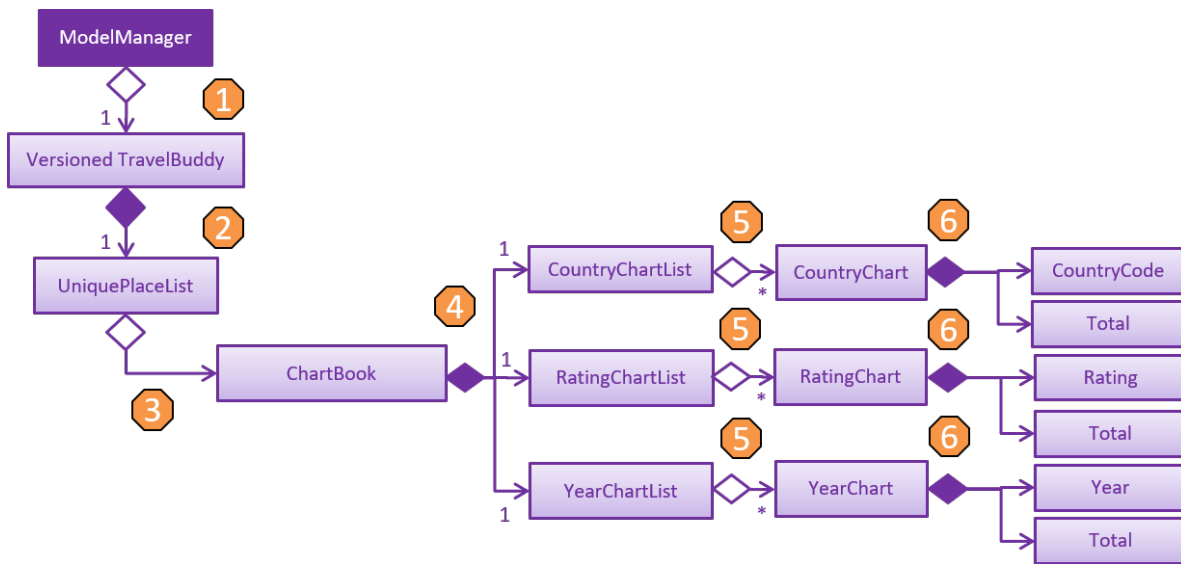 ModelManager
1
1
Versioned TravelBuddy
2
1
UniquePlaceList
3
ChartBook
4
1
CountryChartList
5
*
CountryChart
6
CountryCode
Total
1
RatingChartList
5
*
RatingChart
6
Rating
Total
1
YearChartList
5
*
YearChart
6
Year
Total